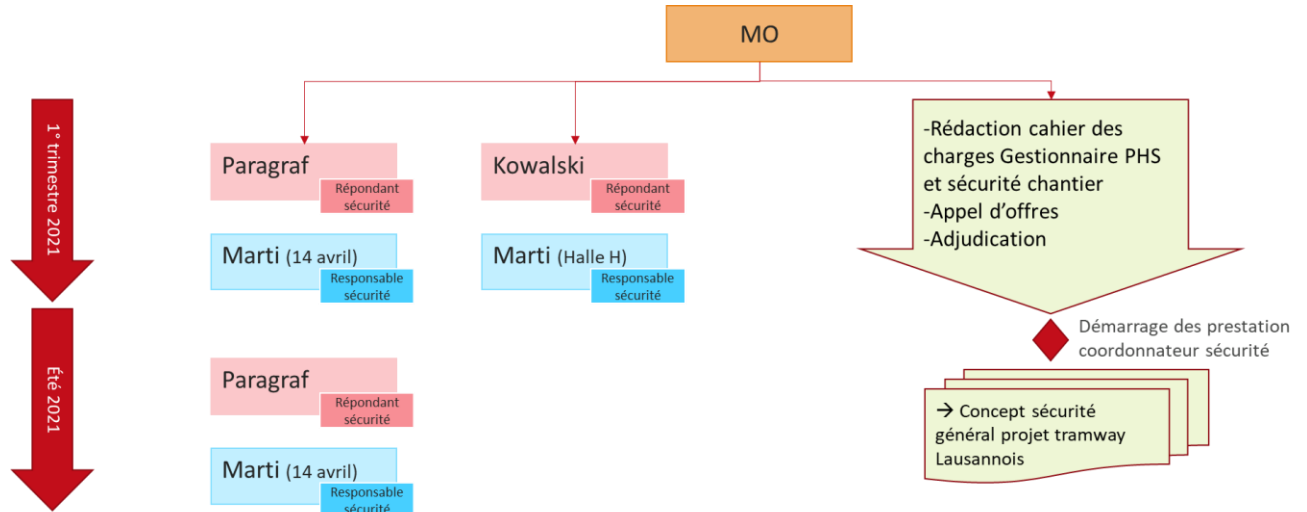 MO
1° trimestre 2021
Paragraf
Répondant
sécurité
Kowalski
Répondant
sécurité
Marti (14 avril)
Responsable
sécurité
Marti (Halle H)
Responsable
sécurité
-Rédaction cahier des
charges Gestionnaire PHS
et sécurité chantier
-Appel d’offres
-Adjudication
Démarrage des prestation
coordonnateur sécurité
Été 2021
Paragraf
Répondant
sécurité
Marti (14 avril)
Responsable
sécurité
→ Concept sécurité
général projet tramway
Lausannois